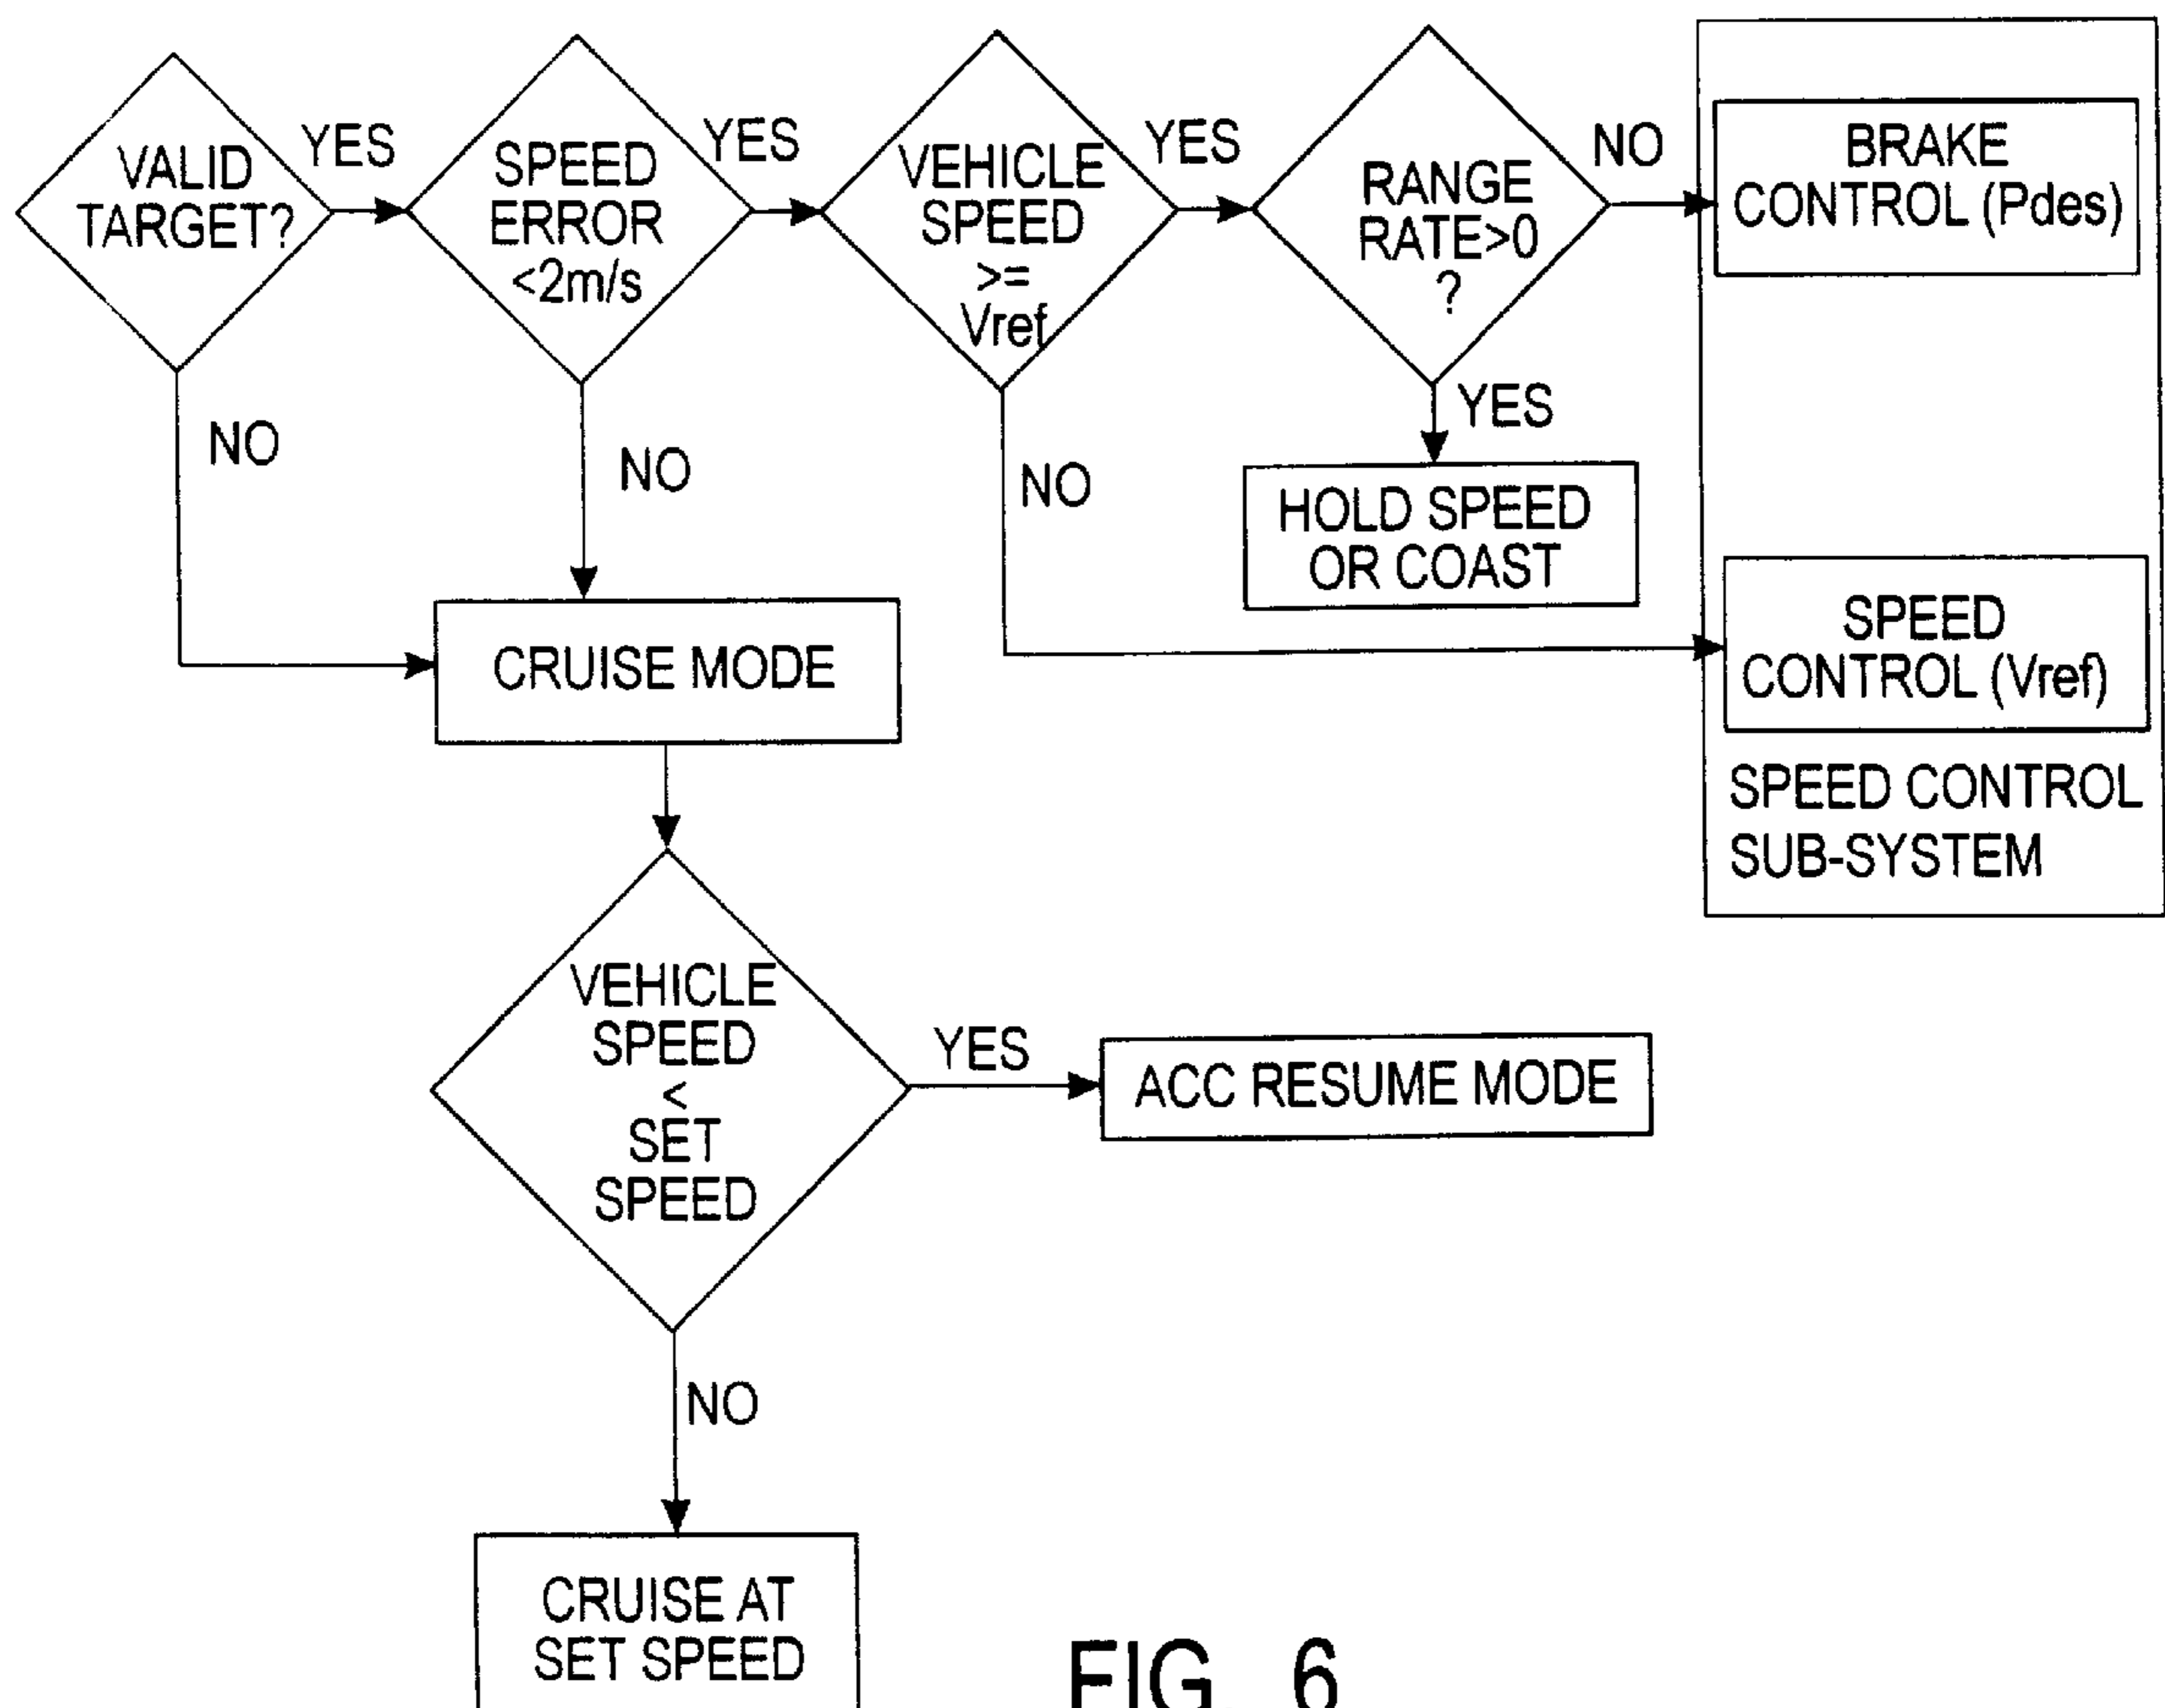 VALID
TARGET?
YES
SPEED
ERROR
<2m/s
YES
VEHICLE
SPEED
>=
Vref
YES
RANGE
RATE>0
?
NO
BRAKE
CONTROL (Pdes)
NO
NO
NO
YES
HOLD SPEED
OR COAST
CRUISE MODE
SPEED
CONTROL (Vref)
SPEED CONTROL
SUB-SYSTEM
VEHICLE
SPEED
<
SET
SPEED
YES
ACC RESUME MODE
NO
CRUISE AT
SET SPEED
FIG. 6